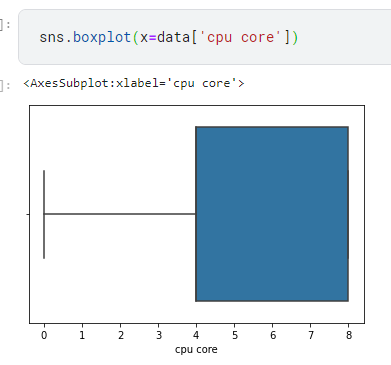 ]:
sns.boxplot(x=data['cpu core'])
]:
<AxesSubplot:xlabel='cpu core'>
0 1 2 3 4 5 6 7 8
cpu core